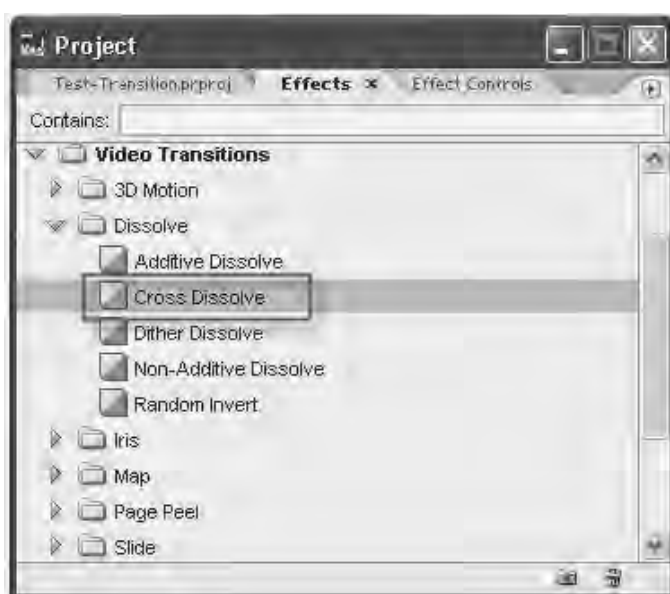 Project
Test-Transition.prproj Effects × Effect Controls
Contains:
Video Transitions
3D Motion
Dissolve
Additive Dissolve
Cross Dissolve
Dither Dissolve
Non-Additive Dissolve
Random Invert
Iris
Map
Page Peel
Slide